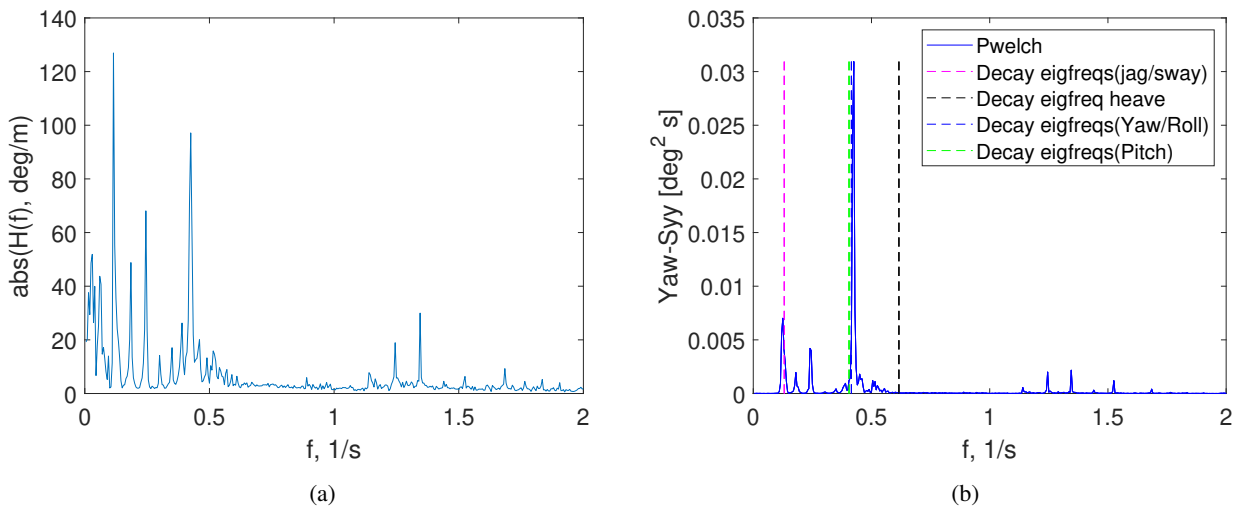 140
120
100
80
60
40
20
0
abs(H(f), deg/m)
0 0.5 1 1.5 2
f, 1/s
(a)
0.035
0.03
0.025
0.02
0.015
0.01
0.005
0
Yaw-Syy [deg² s]
Pwelch
Decay eigfreqs(jag/sway)
Decay eigfreq heave
Decay eigfreqs(Yaw/Roll)
Decay eigfreqs(Pitch)
0 0.5 1 1.5 2
f, 1/s
(b)